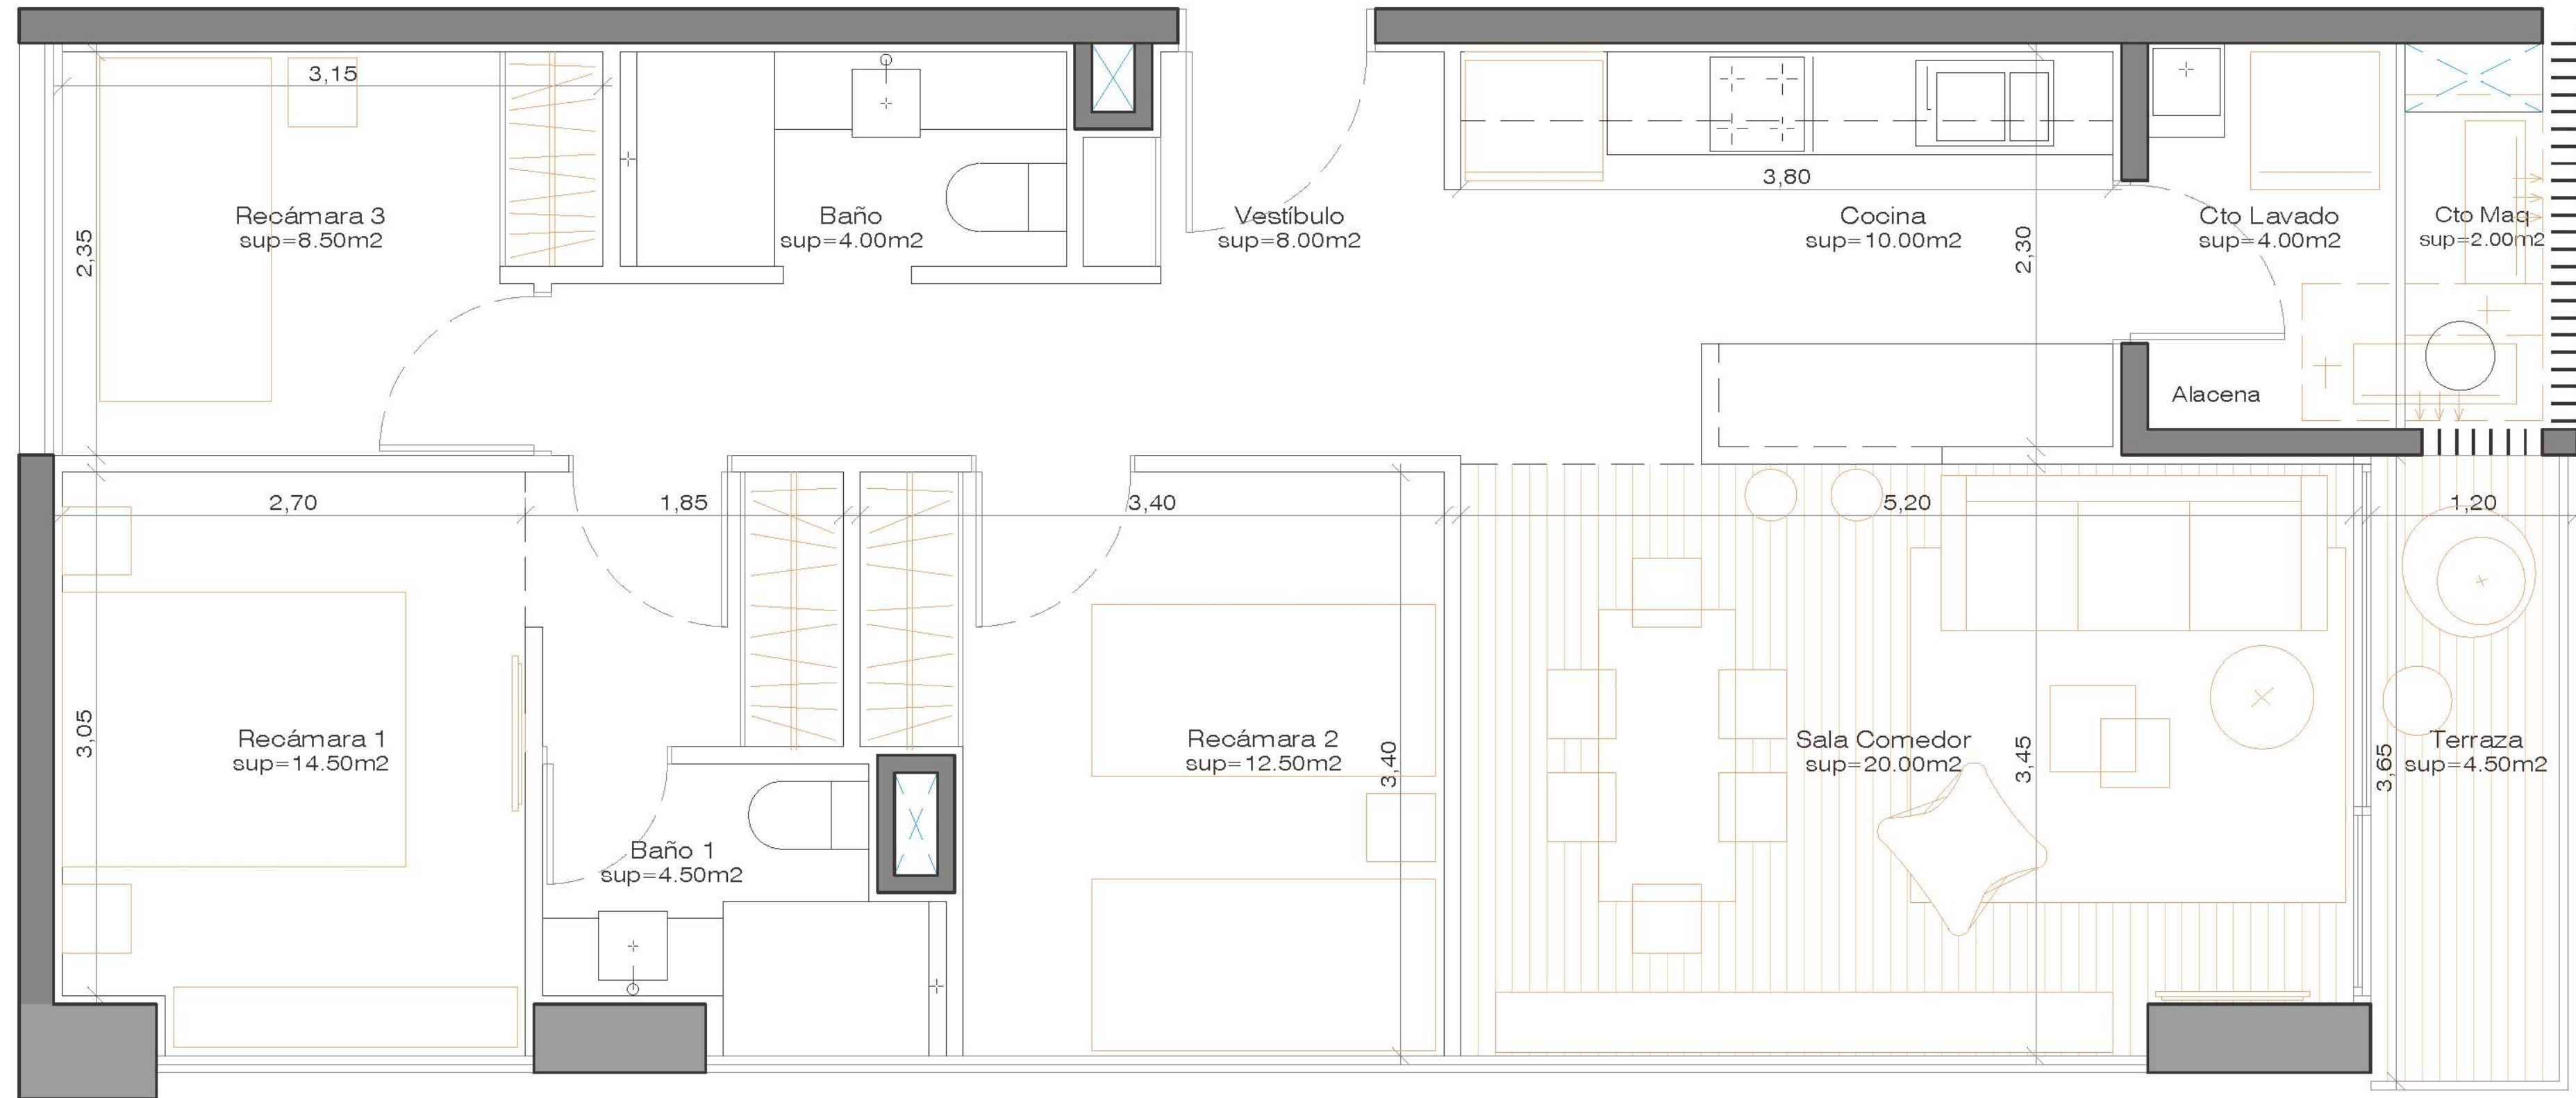 3,15
2,35
Recámara 3
sup=8.50m2
Baño
sup=4.00m2
Vestíbulo
sup=8.00m2
3,80
Cocina
sup=10.00m2
2,30
Cto Lavado
sup=4.00m2
Cto Maq
sup=2.00m2
Alacena
2,70
1,85
3,40
5,20
1,20
3,05
Recámara 1
sup=14.50m2
Baño 1
sup=4.50m2
Recámara 2
sup=12.50m2
3,40
Sala Comedor
sup=20.00m2
3,45
3,65
Terraza
sup=4.50m2